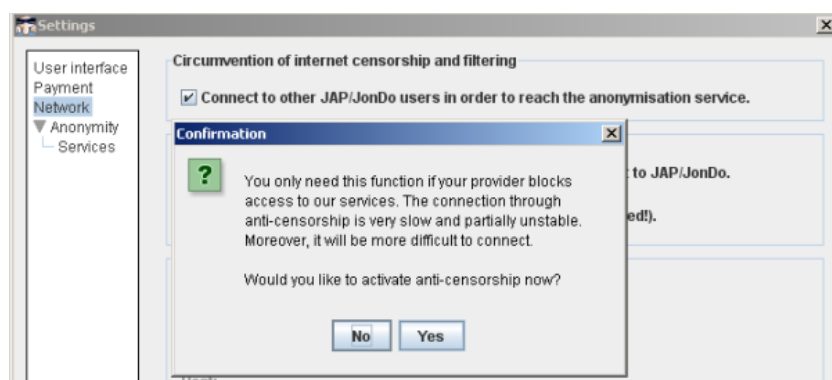 Settings
User interface
Payment
Network
Anonymity
Services
Circumvention of internet censorship and filtering
Connect to other JAP/JonDo users in order to reach the anonymisation service.
Confirmation
to JAP/JonDo.
ed!).
You only need this function if your provider blocks
access to our services. The connection through
anti-censorship is very slow and partially unstable.
Moreover, it will be more difficult to connect.
Would you like to activate anti-censorship now?
No
Yes